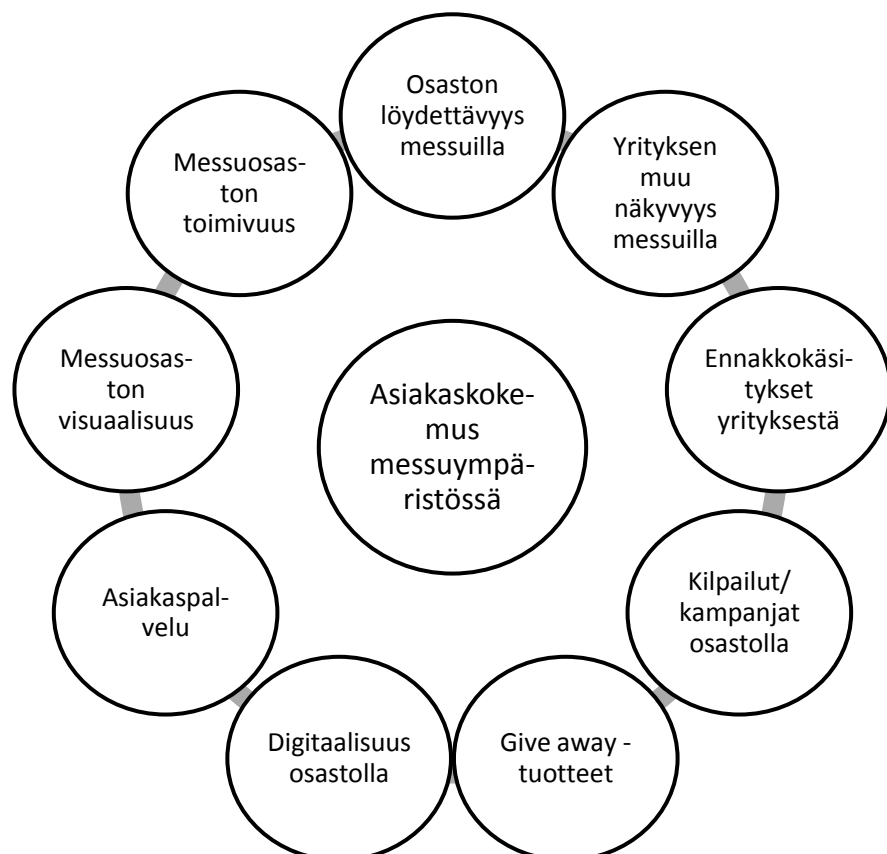 Osaston
löydettävyys
messuilla
Yrityksen
muu
näkyvyys
messuilla
Ennakkokäsi-
tykset
yrityksestä
Kilpailut/
kampanjat
osastolla
Give away -
tuotteet
Digitaalisuus
osastolla
Asiakaspal-
velu
Messuosas-
ton
visuaalisuus
Messuosas-
ton
toimivuus
Asiakaskoke-
mus
messuympä-
ristössä